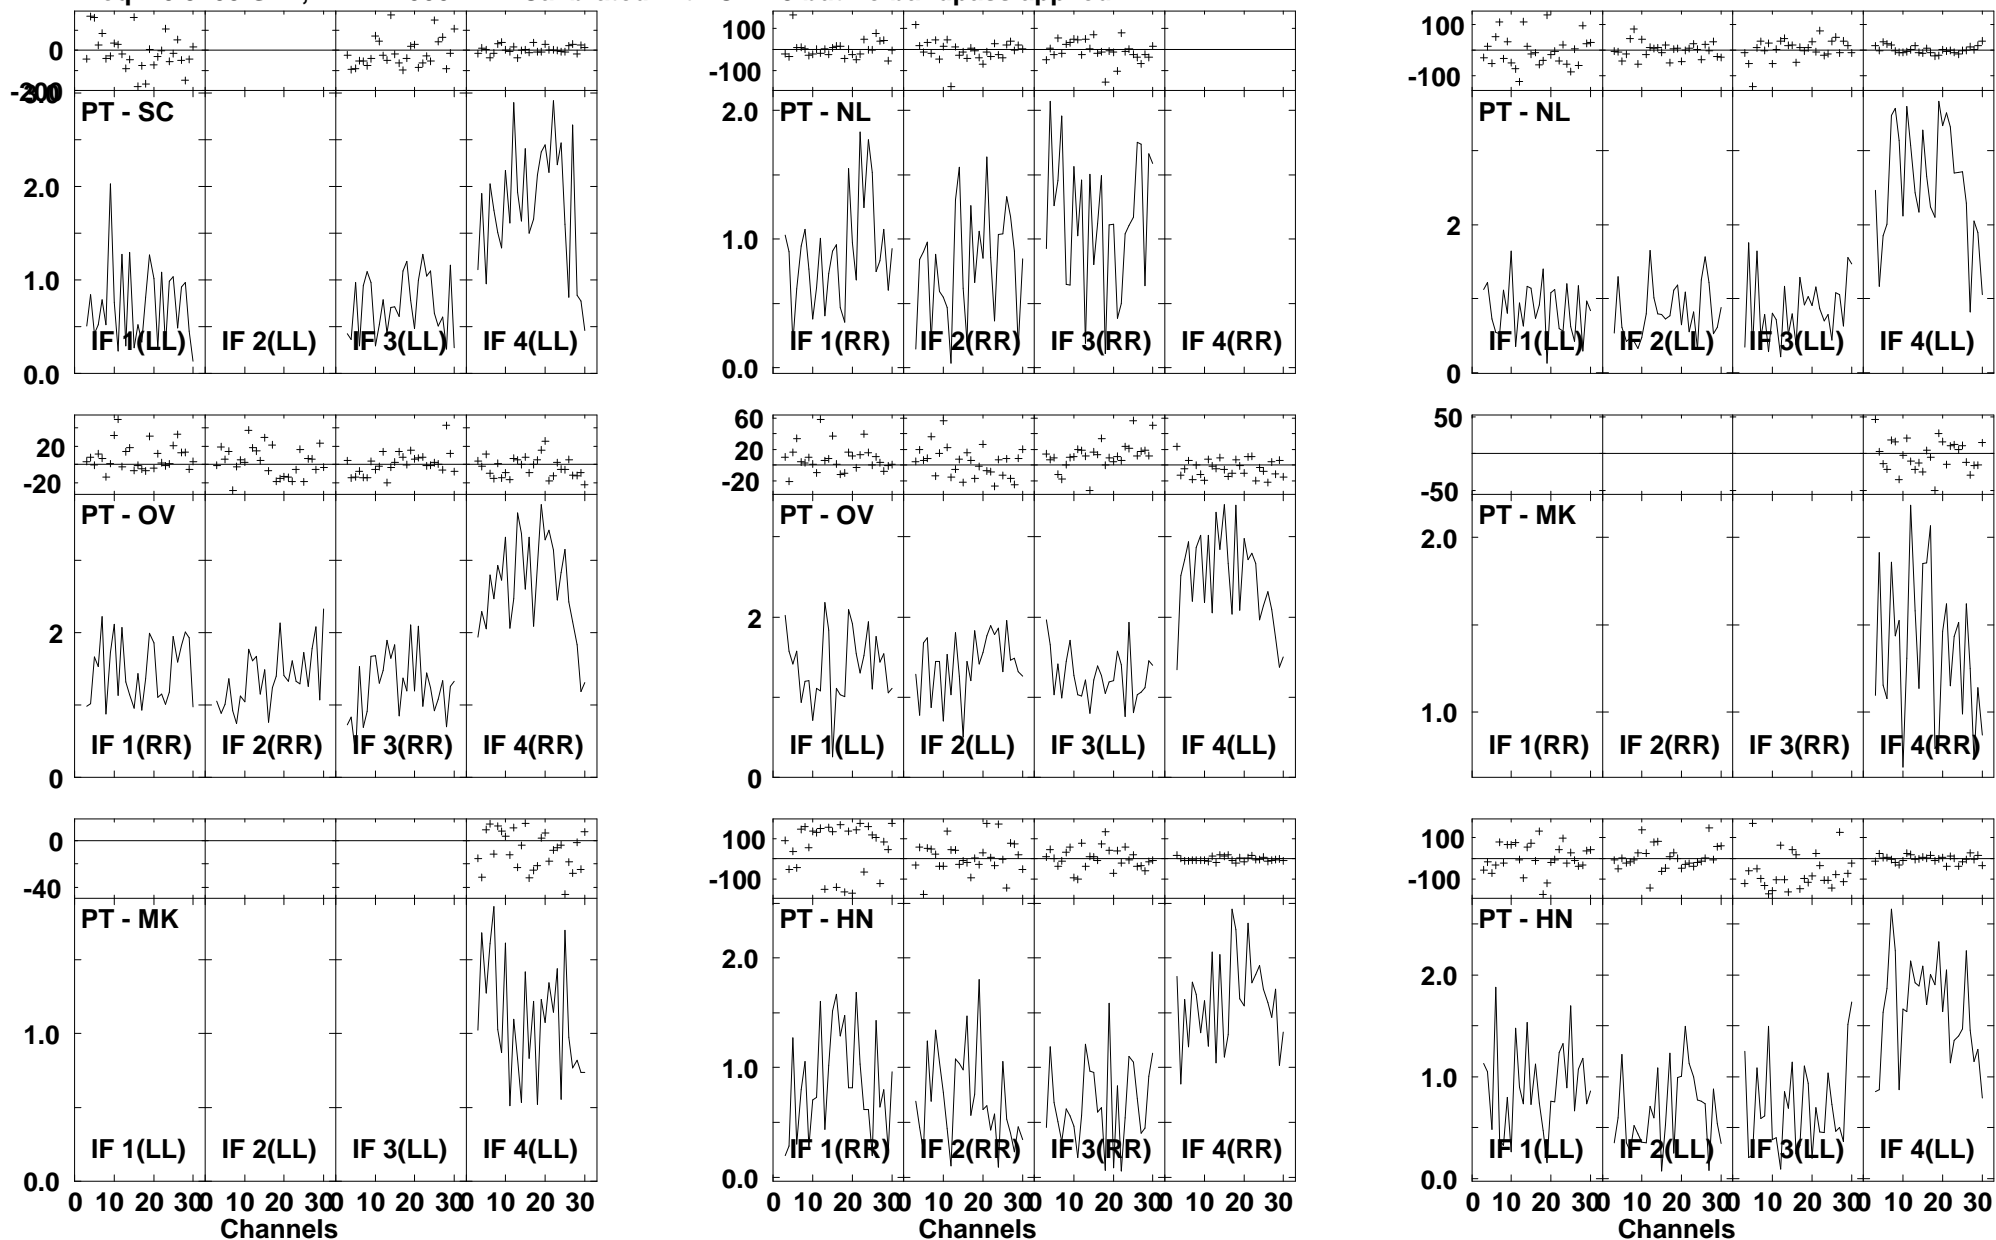 100 100
0 0 0
-100 -100
PT - SC PT - NL PT - NL
3.0 2.0
2.0 2
1.0 1.0
IF 1(LL) IF 2(LL) IF 3(LL) IF 4(LL) IF 1(RR) IF 2(RR) IF 3(RR) IF 4(RR) IF 1(LL) IF 2(LL) IF 3(LL) IF 4(LL)
0.0 0.0 0
20 60 50
0 40 0
-20 20 -50
0
-20
PT - OV PT - OV PT - MK
2.0
2 2
1.0
IF 1(RR) IF 2(RR) IF 3(RR) IF 4(RR) IF 1(LL) IF 2(LL) IF 3(LL) IF 4(LL) IF 1(RR) IF 2(RR) IF 3(RR) IF 4(RR)
0 0
0 100 100
-40 -100 -100
PT - MK PT - HN PT - HN
2.0 2.0
1.0 1.0 1.0
IF 1(LL) IF 2(LL) IF 3(LL) IF 4(LL) IF 1(RR) IF 2(RR) IF 3(RR) IF 4(RR) IF 1(LL) IF 2(LL) IF 3(LL) IF 4(LL)
0.0 0.0 0.0
0 10 20 30 0 10 20 30 0 10 20 30 0 10 20 30 0 10 20 30 0 10 20 30 0 10 20 30 0 10 20 30 0 10 20 30 0 10 20 30 0 10 20 30 0 10 20 30
Channels Channels